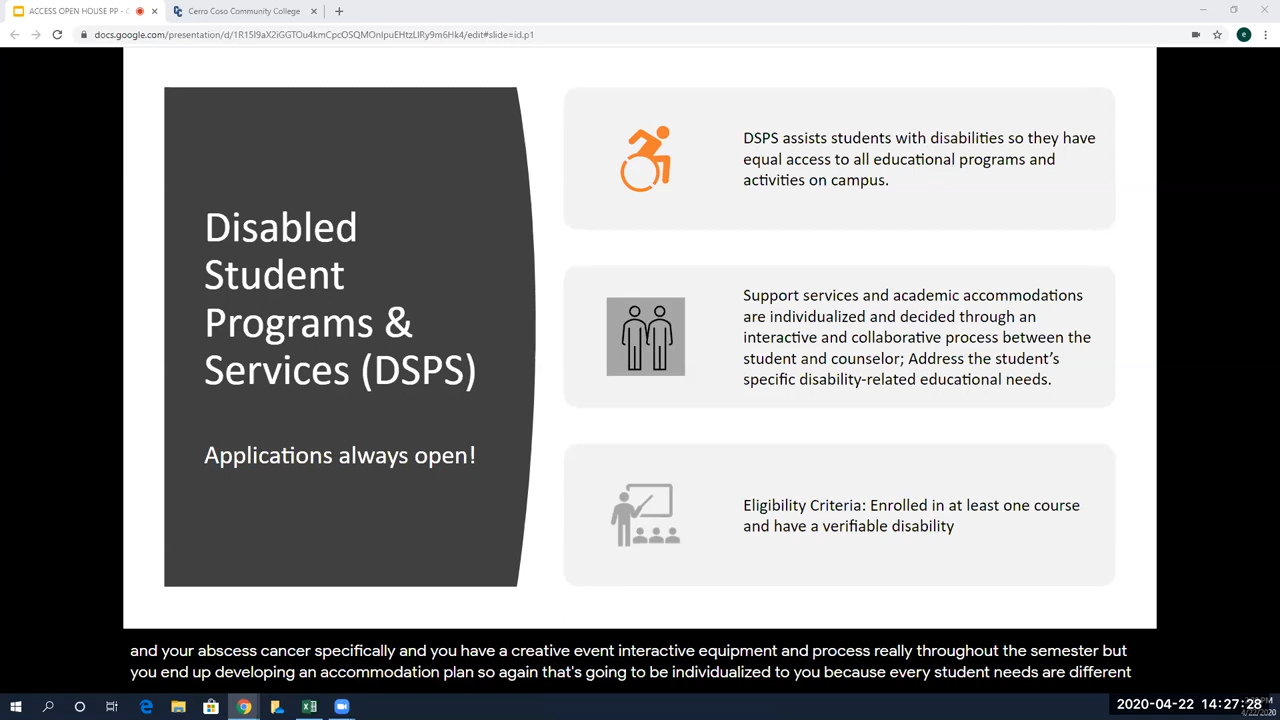 ACCESS OPEN HOUSE PP - G
Cerro Coso Community College
docs.google.com/presentation/d/1R15I9aX2iGGTOu4kmCpcOSQMOnIpuEHtzLlRy9m6Hk4/edit#slide=id.p1
Disabled
Student
Programs &
Services (DSPS)
Applications always open!
DSPS assists students with disabilities so they have
equal access to all educational programs and
activities on campus.
Support services and academic accommodations
are individualized and decided through an
interactive and collaborative process between the
student and counselor; Address the student's
specific disability-related educational needs.
Eligibility Criteria: Enrolled in at least one course
and have a verifiable disability
and your abscess cancer specifically and you have a creative event interactive equipment and process really throughout the semester but
you end up developing an accommodation plan so again that's going to be individualized to you because every student needs are different
2020-04-22 14:27:28
4/22/2020